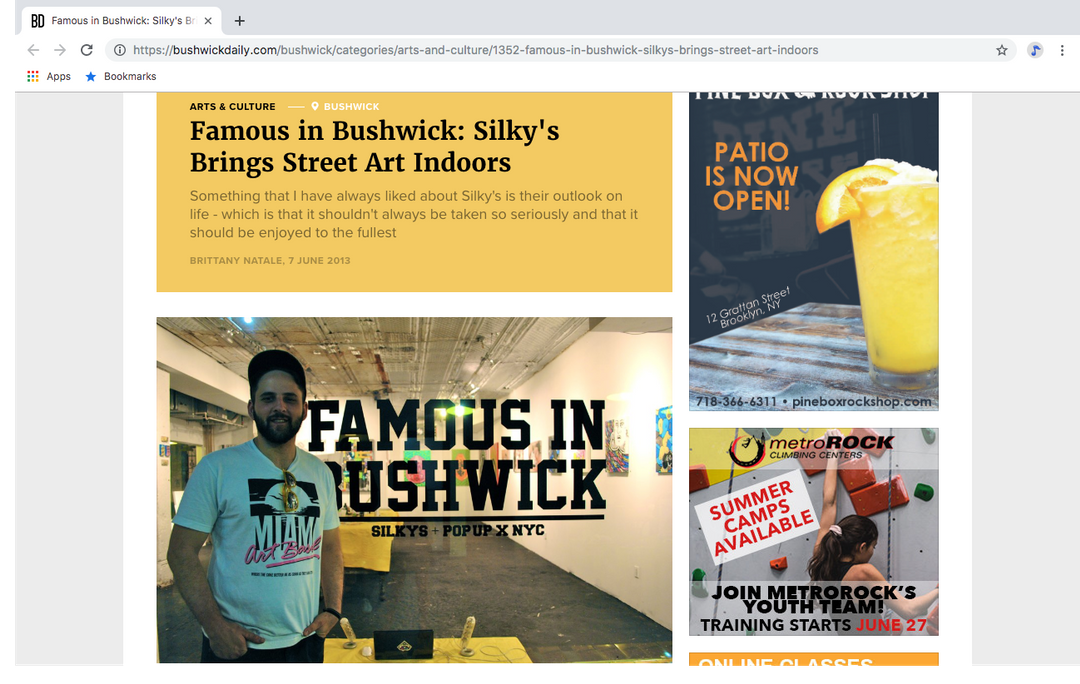 BD Famous in Bushwick: Silky's Br
https://bushwickdaily.com/bushwick/categories/arts-and-culture/1352-famous-in-bushwick-silkys-brings-street-art-indoors
Apps Bookmarks
ARTS & CULTURE BUSHWICK
Famous in Bushwick: Silky's
Brings Street Art Indoors
Something that I have always liked about Silky's is their outlook on
life - which is that it shouldn't always be taken so seriously and that it
should be enjoyed to the fullest
BRITTANY NATALE, 7 JUNE 2013
FAMOUS IN
BUSHWICK
SILKYS + POPUP X NYC
MIAMI
Art Basel
PINE BOX ROCK SHOP
PATIO
IS NOW
OPEN!
12 Grattan Street
Brooklyn, NY
718-366-6311 • pineboxrockshop.com
metroROCK
CLIMBING CENTERS
SUMMER
CAMPS
AVAILABLE
JOIN METROROCK'S
YOUTH TEAM!
TRAINING STARTS JUNE 27
ONLINE CLASSES